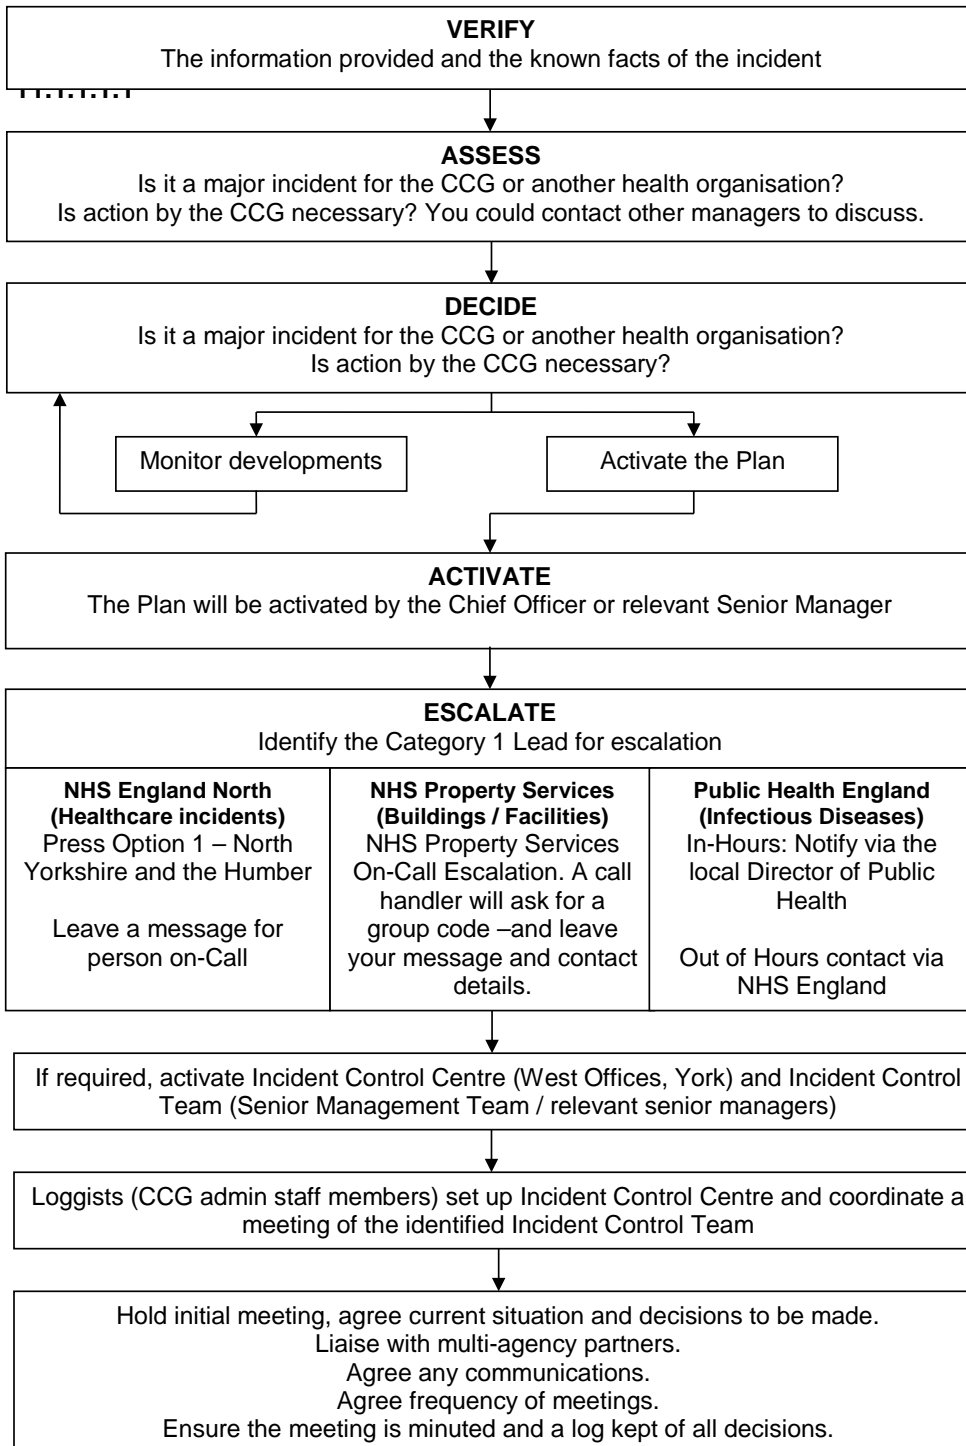 VERIFY
The information provided and the known facts of the incident
ASSESS
Is it a major incident for the CCG or another health organisation?
Is action by the CCG necessary? You could contact other managers to discuss.
DECIDE
Is it a major incident for the CCG or another health organisation?
Is action by the CCG necessary?
Monitor developments
Activate the Plan
ACTIVATE
The Plan will be activated by the Chief Officer or relevant Senior Manager
ESCALATE
Identify the Category 1 Lead for escalation
NHS England North
(Healthcare incidents)
Press Option 1 – North
Yorkshire and the Humber
Leave a message for
person on-Call
NHS Property Services
(Buildings / Facilities)
NHS Property Services
On-Call Escalation. A call
handler will ask for a
group code –and leave
your message and contact
details.
Public Health England
(Infectious Diseases)
In-Hours: Notify via the
local Director of Public
Health
Out of Hours contact via
NHS England
If required, activate Incident Control Centre (West Offices, York) and Incident Control
Team (Senior Management Team / relevant senior managers)
Loggists (CCG admin staff members) set up Incident Control Centre and coordinate a
meeting of the identified Incident Control Team
Hold initial meeting, agree current situation and decisions to be made.
Liaise with multi-agency partners.
Agree any communications.
Agree frequency of meetings.
Ensure the meeting is minuted and a log kept of all decisions.